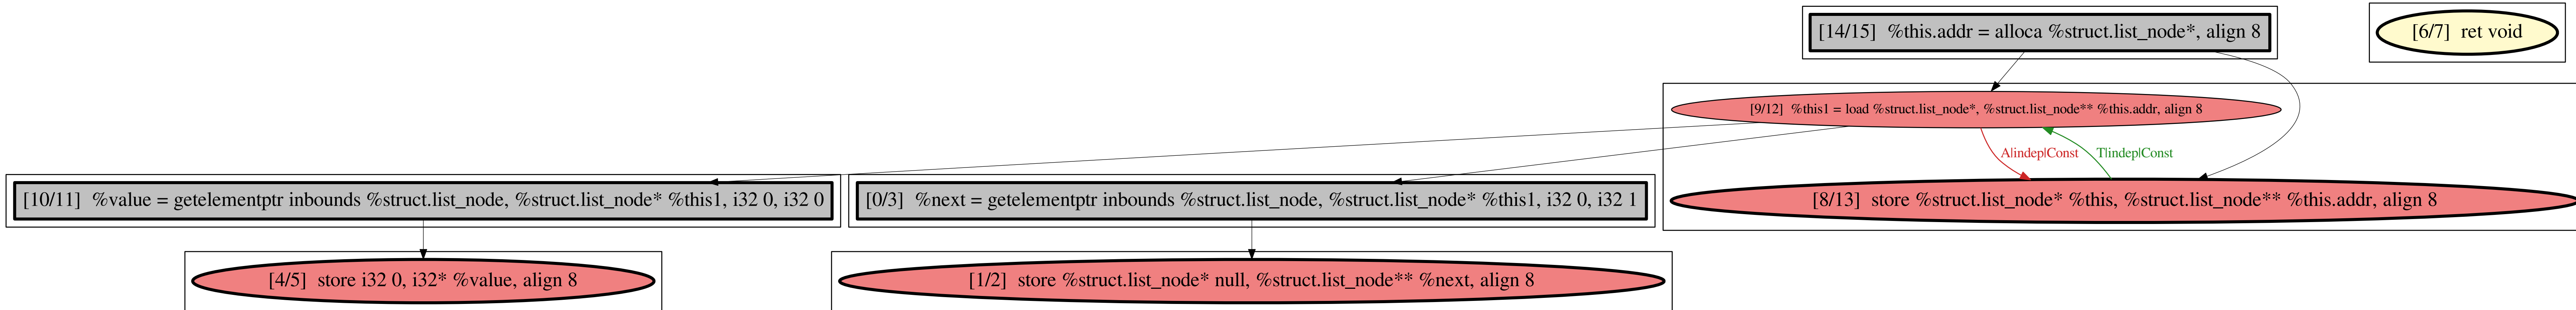 [14/15] %this.addr = alloca %struct.list_node*, align 8
[6/7] ret void
[9/12] %this1 = load %struct.list_node*, %struct.list_node** %this.addr, align 8
A|indep|Const
T|indep|Const
[10/11] %value = getelementptr inbounds %struct.list_node, %struct.list_node* %this1, i32 0, i32 0
[0/3] %next = getelementptr inbounds %struct.list_node, %struct.list_node* %this1, i32 0, i32 1
[8/13] store %struct.list_node* %this, %struct.list_node** %this.addr, align 8
[4/5] store i32 0, i32* %value, align 8
[1/2] store %struct.list_node* null, %struct.list_node** %next, align 8